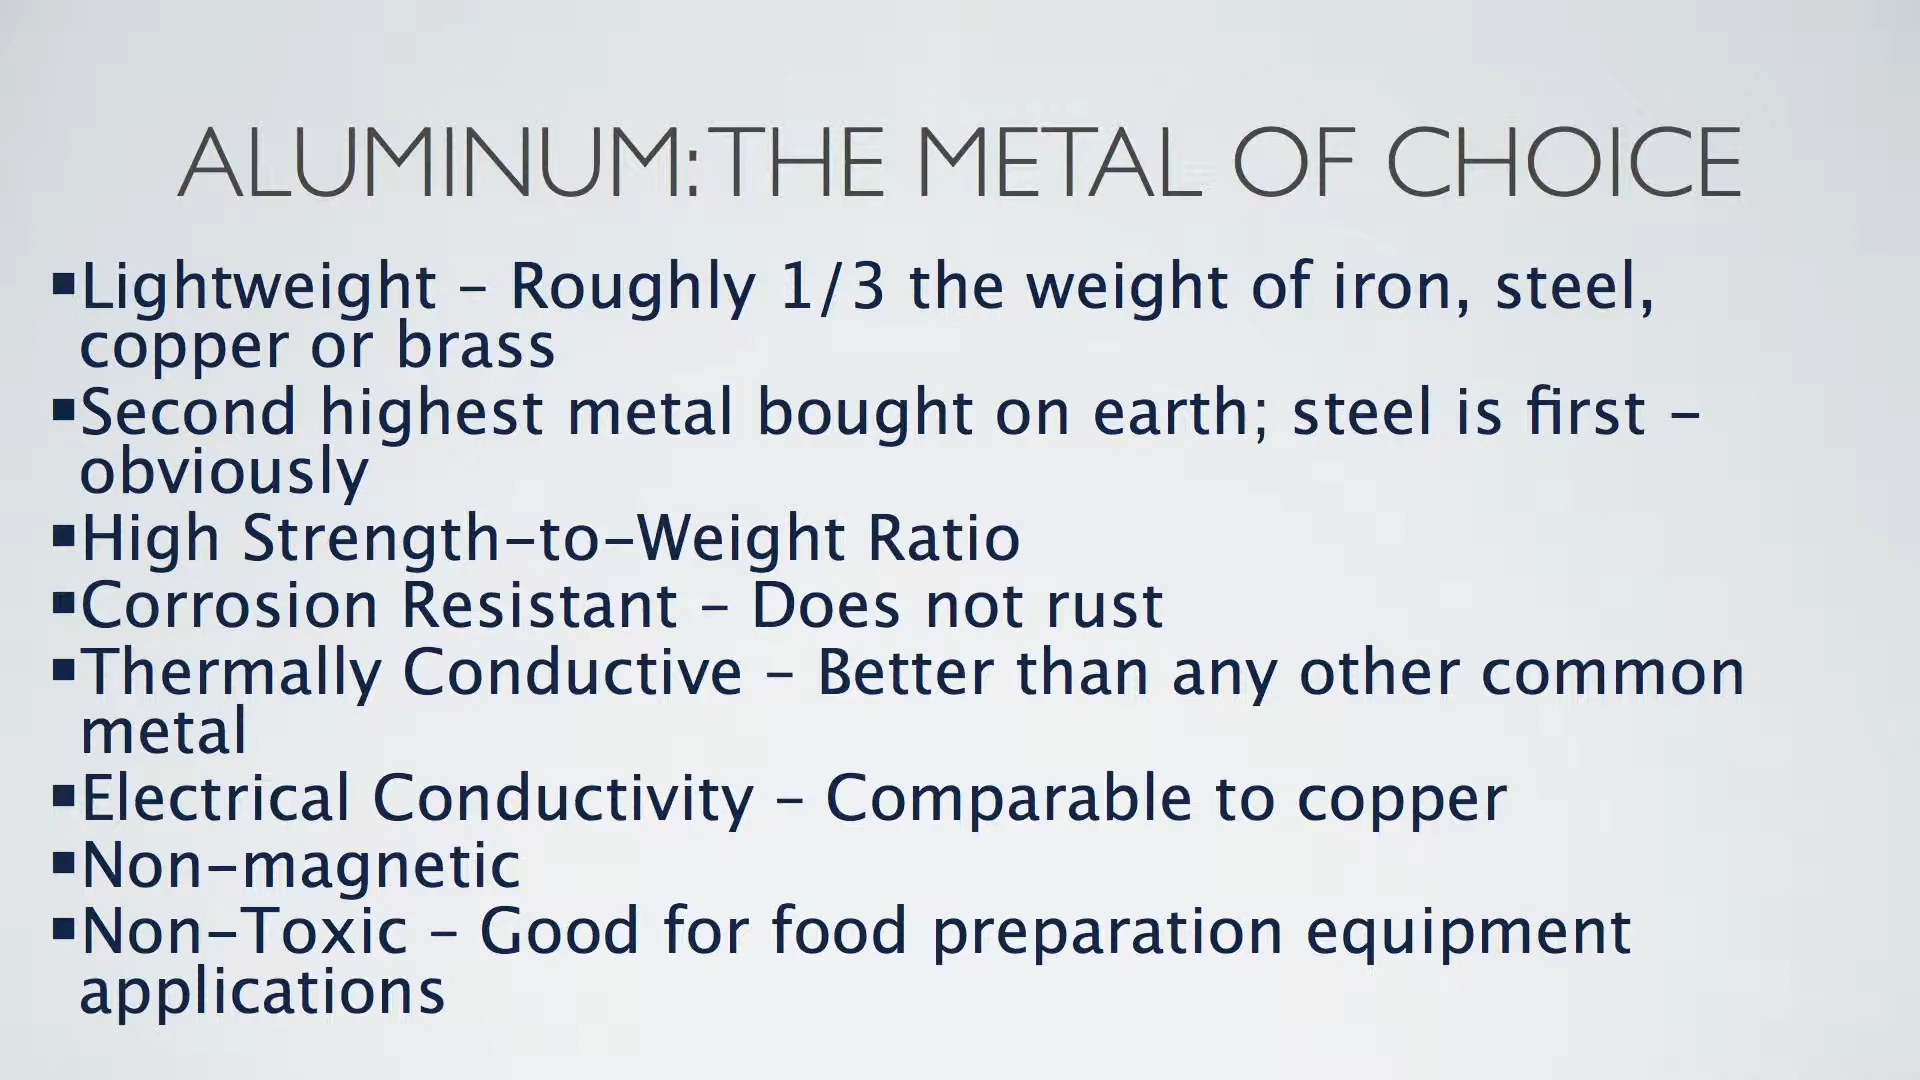 ALUMINUM: THE METAL OF CHOICE
▪Lightweight – Roughly 1/3 the weight of iron, steel,
copper or brass
▪Second highest metal bought on earth; steel is first –
obviously
▪High Strength-to-Weight Ratio
▪Corrosion Resistant – Does not rust
▪Thermally Conductive – Better than any other common
metal
▪Electrical Conductivity – Comparable to copper
▪Non-magnetic
▪Non-Toxic – Good for food preparation equipment
applications